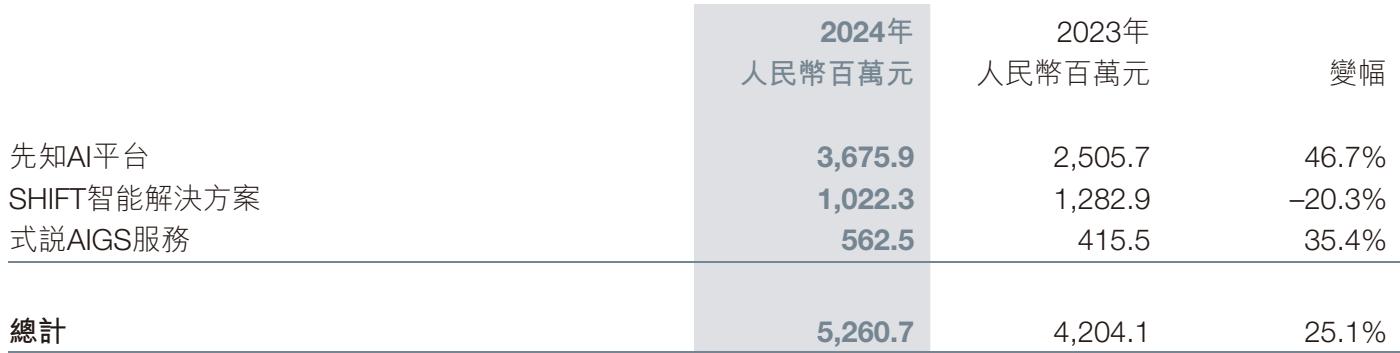 2024年 2023年
人民幣百萬元 人民幣百萬元 變幅
先知AI平台 3,675.9 2,505.7 46.7%
SHIFT智能解決方案 1,022.3 1,282.9 –20.3%
式說AIGS服務 562.5 415.5 35.4%
總計 5,260.7 4,204.1 25.1%